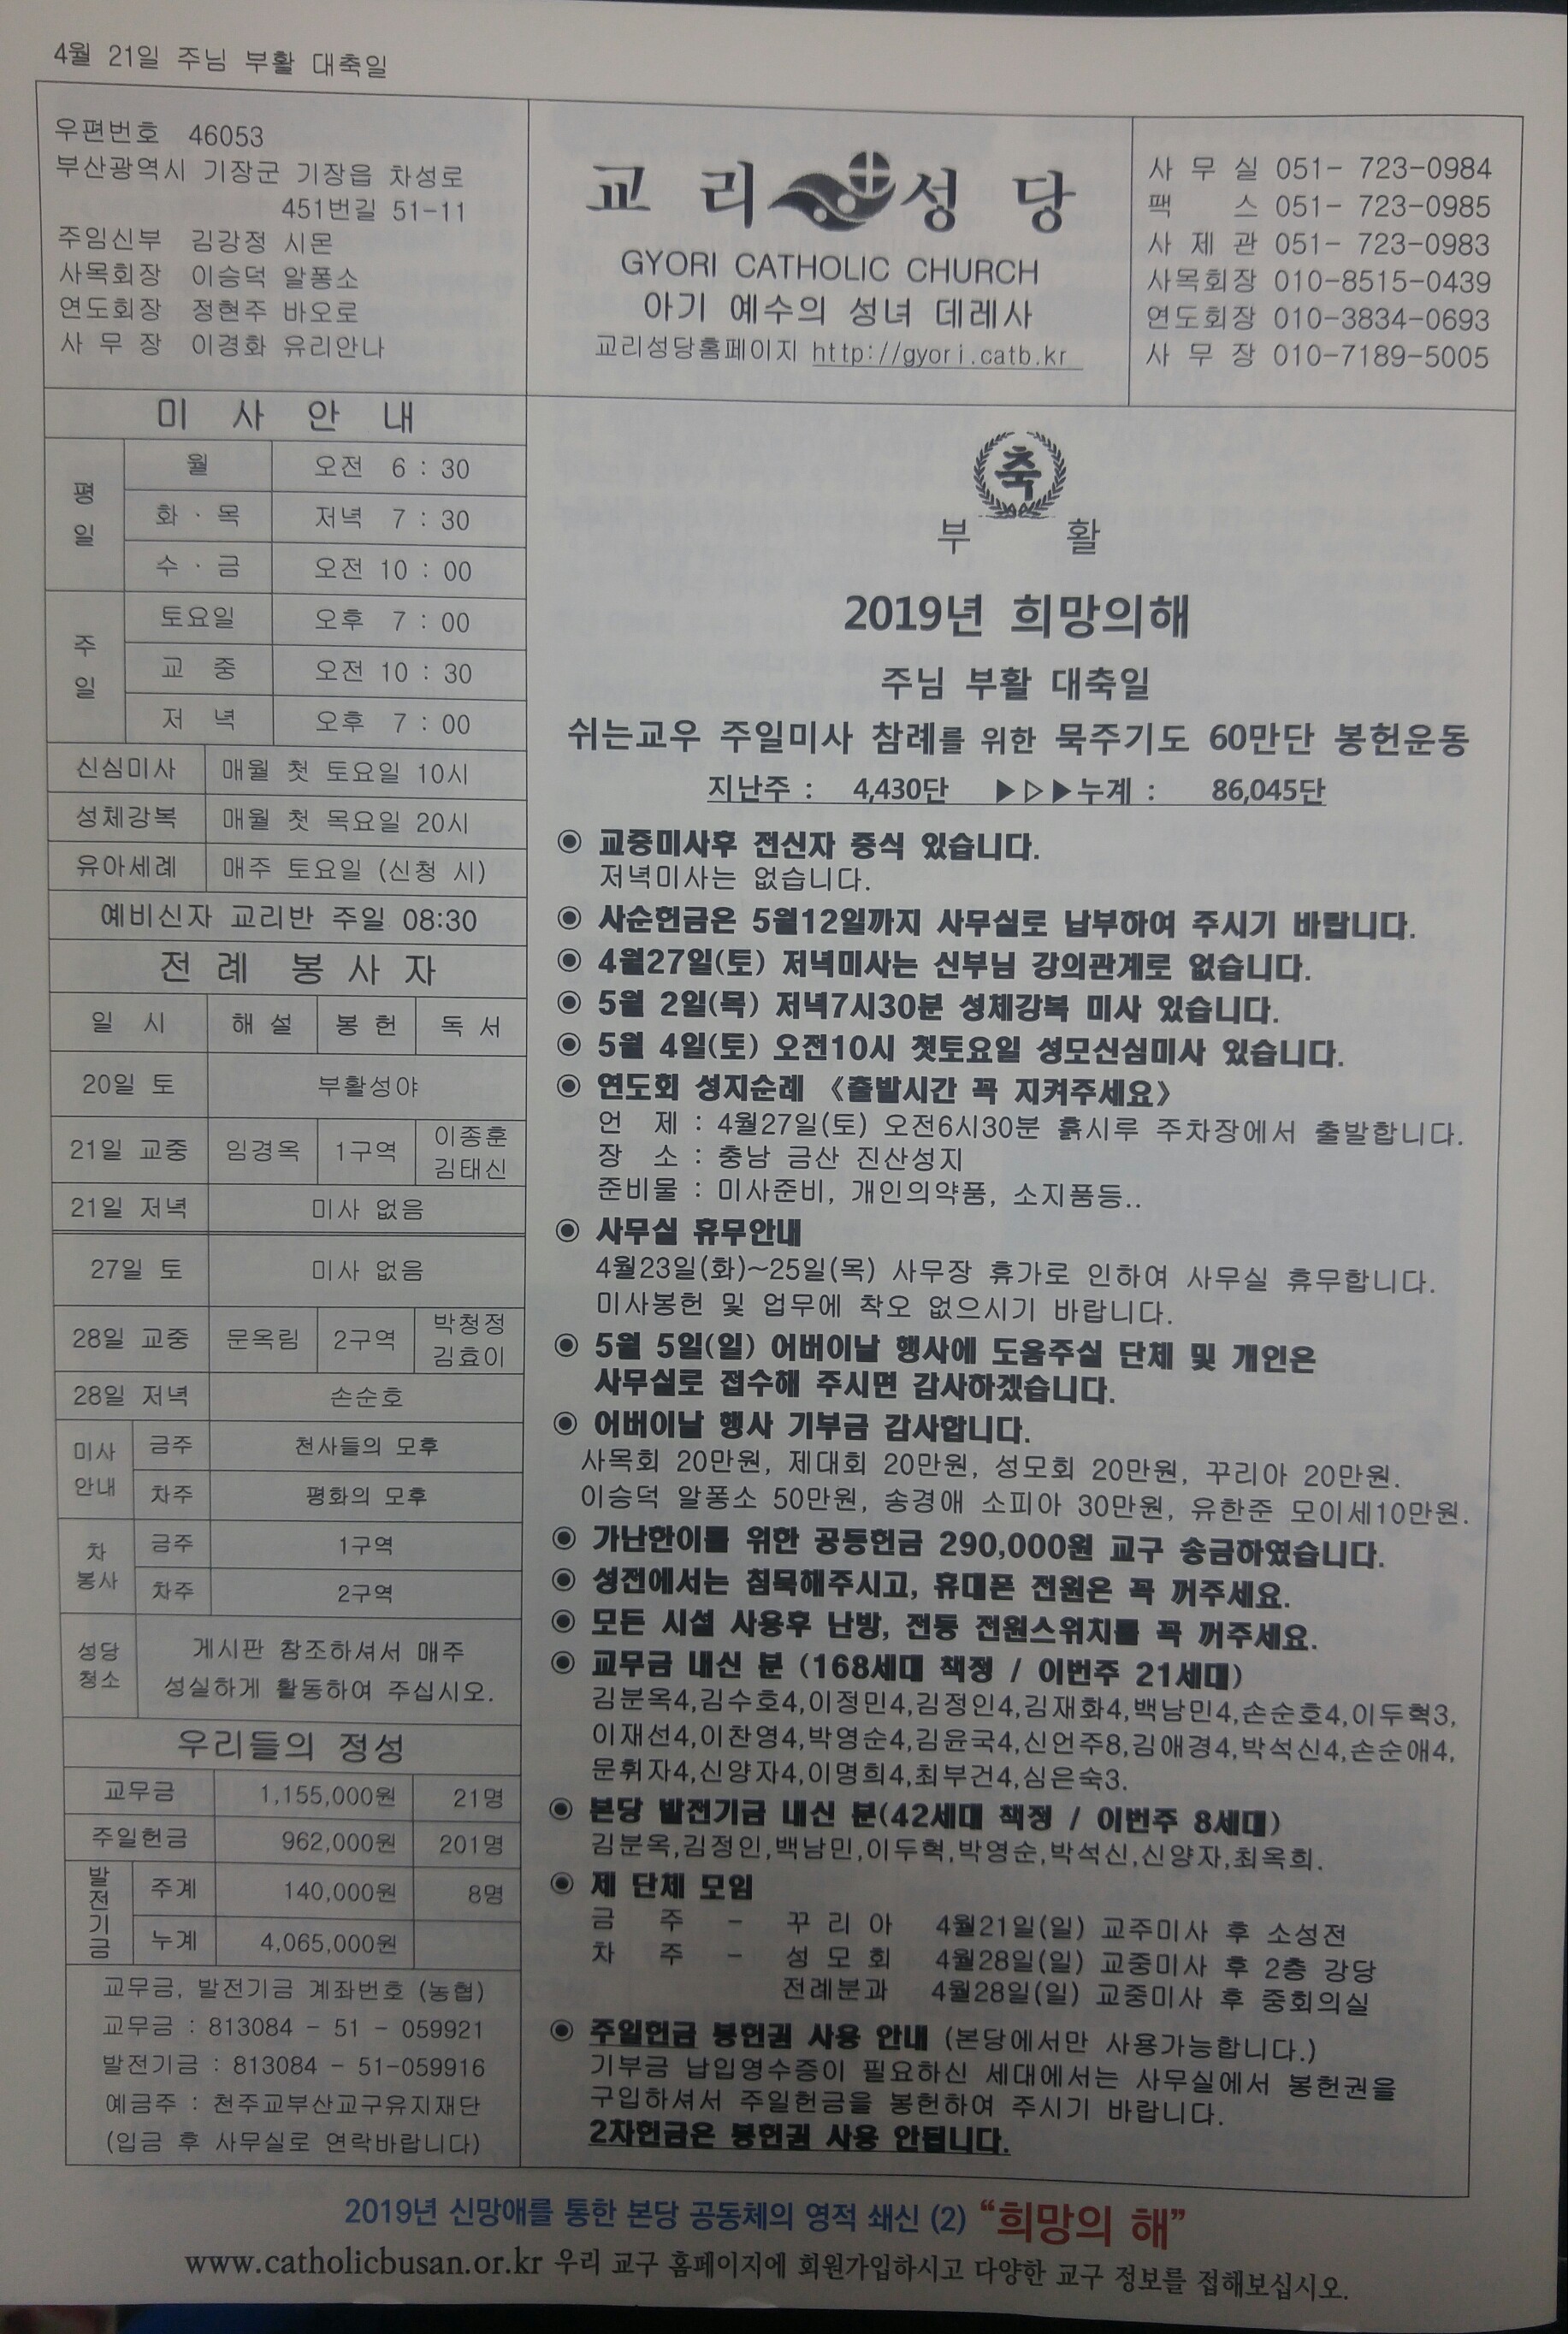 4월 21일 주님 부활 대축일
우편번호 46053
부산광역시 기장군 기장읍 차성로
451번길 51-11
주임신부 김강정 시몬
사목회장 이승덕 알퐁소
연도회장 정현주 바오로
사 무 장 이경화 유리안나
교 리 성 당
GYORI CATHOLIC CHURCH
아기 예수의 성녀 데레사
교리성당홈페이지 http://gyori.catb.kr
사 무 실 051- 723-0984
팩 스 051- 723-0985
사 제 관 051- 723-0983
사목회장 010-8515-0439
연도회장 010-3834-0693
사 무 장 010-7189-5005
미 사 안 내
평일
월 오전 6 : 30
화 · 목 저녁 7 : 30
수 · 금 오전 10 : 00
주일
토요일 오후 7 : 00
교 중 오전 10 : 30
저 녁 오후 7 : 00
신심미사 매월 첫 토요일 10시
성체강복 매월 첫 목요일 20시
유아세례 매주 토요일 (신청 시)
예비신자 교리반 주일 08:30
전 례 봉 사 자
일 시 해 설 봉 헌 독 서
20일 토 부활성야
21일 교중 임경옥 1구역 이종훈 김태신
21일 저녁 미사 없음
27일 토 미사 없음
28일 교중 문옥림 2구역 박청정 김효이
28일 저녁 손순호
미사 안내
금주 천사들의 모후
차주 평화의 모후
차 봉사
금주 1구역
차주 2구역
성당 청소
게시판 참조하셔서 매주
성실하게 활동하여 주십시오.
우리들의 정성
교무금 1,155,000원 21명
주일헌금 962,000원 201명
발전기금
주계 140,000원 8명
누계 4,065,000원
교무금, 발전기금 계좌번호 (농협)
교무금 : 813084 - 51 - 059921
발전기금 : 813084 - 51-059916
예금주 : 천주교부산교구유지재단
(입금 후 사무실로 연락바랍니다)
축
부 활
2019년 희망의해
주님 부활 대축일
쉬는교우 주일미사 참례를 위한 묵주기도 60만단 봉헌운동
지난주 : 4,430단 ▶▷▶누계 : 86,045단
◉ 교중미사후 전신자 중식 있습니다.
저녁미사는 없습니다.
◉ 사순헌금은 5월12일까지 사무실로 납부하여 주시기 바랍니다.
◉ 4월27일(토) 저녁미사는 신부님 강의관계로 없습니다.
◉ 5월 2일(목) 저녁7시30분 성체강복 미사 있습니다.
◉ 5월 4일(토) 오전10시 첫토요일 성모신심미사 있습니다.
◉ 연도회 성지순례 《출발시간 꼭 지켜주세요》
언 제 : 4월27일(토) 오전6시30분 흙시루 주차장에서 출발합니다.
장 소 : 충남 금산 진산성지
준비물 : 미사준비, 개인의약품, 소지품등..
◉ 사무실 휴무안내
4월23일(화)~25일(목) 사무장 휴가로 인하여 사무실 휴무합니다.
미사봉헌 및 업무에 착오 없으시기 바랍니다.
◉ 5월 5일(일) 어버이날 행사에 도움주실 단체 및 개인은
사무실로 접수해 주시면 감사하겠습니다.
◉ 어버이날 행사 기부금 감사합니다.
사목회 20만원, 제대회 20만원, 성모회 20만원, 꾸리아 20만원.
이승덕 알퐁소 50만원, 송경애 소피아 30만원, 유한준 모이세10만원.
◉ 가난한이를 위한 공동헌금 290,000원 교구 송금하였습니다.
◉ 성전에서는 침묵해주시고, 휴대폰 전원은 꼭 꺼주세요.
◉ 모든 시설 사용후 난방, 전등 전원스위치를 꼭 꺼주세요.
◉ 교무금 내신 분 (168세대 책정 / 이번주 21세대)
김분옥4,김수호4,이정민4,김정인4,김재화4,백남민4,손순호4,이두혁3,
이재선4,이찬영4,박영순4,김윤국4,신언주8,김애경4,박석신4,손순애4,
문휘자4,신양자4,이명희4,최부건4,심은숙3.
◉ 본당 발전기금 내신 분(42세대 책정 / 이번주 8세대)
김분옥,김정인,백남민,이두혁,박영순,박석신,신양자,최옥희.
◉ 제 단체 모임
금 주 - 꾸 리 아 4월21일(일) 교주미사 후 소성전
차 주 - 성 모 회 4월28일(일) 교중미사 후 2층 강당
전례분과 4월28일(일) 교중미사 후 중회의실
◉ 주일헌금 봉헌권 사용 안내 (본당에서만 사용가능합니다.)
기부금 납입영수증이 필요하신 세대에서는 사무실에서 봉헌권을
구입하셔서 주일헌금을 봉헌하여 주시기 바랍니다.
2차헌금은 봉헌권 사용 안됩니다.
2019년 신망애를 통한 본당 공동체의 영적 쇄신 (2) “희망의 해”
www.catholicbusan.or.kr 우리 교구 홈페이지에 회원가입하시고 다양한 교구 정보를 접해보십시오.